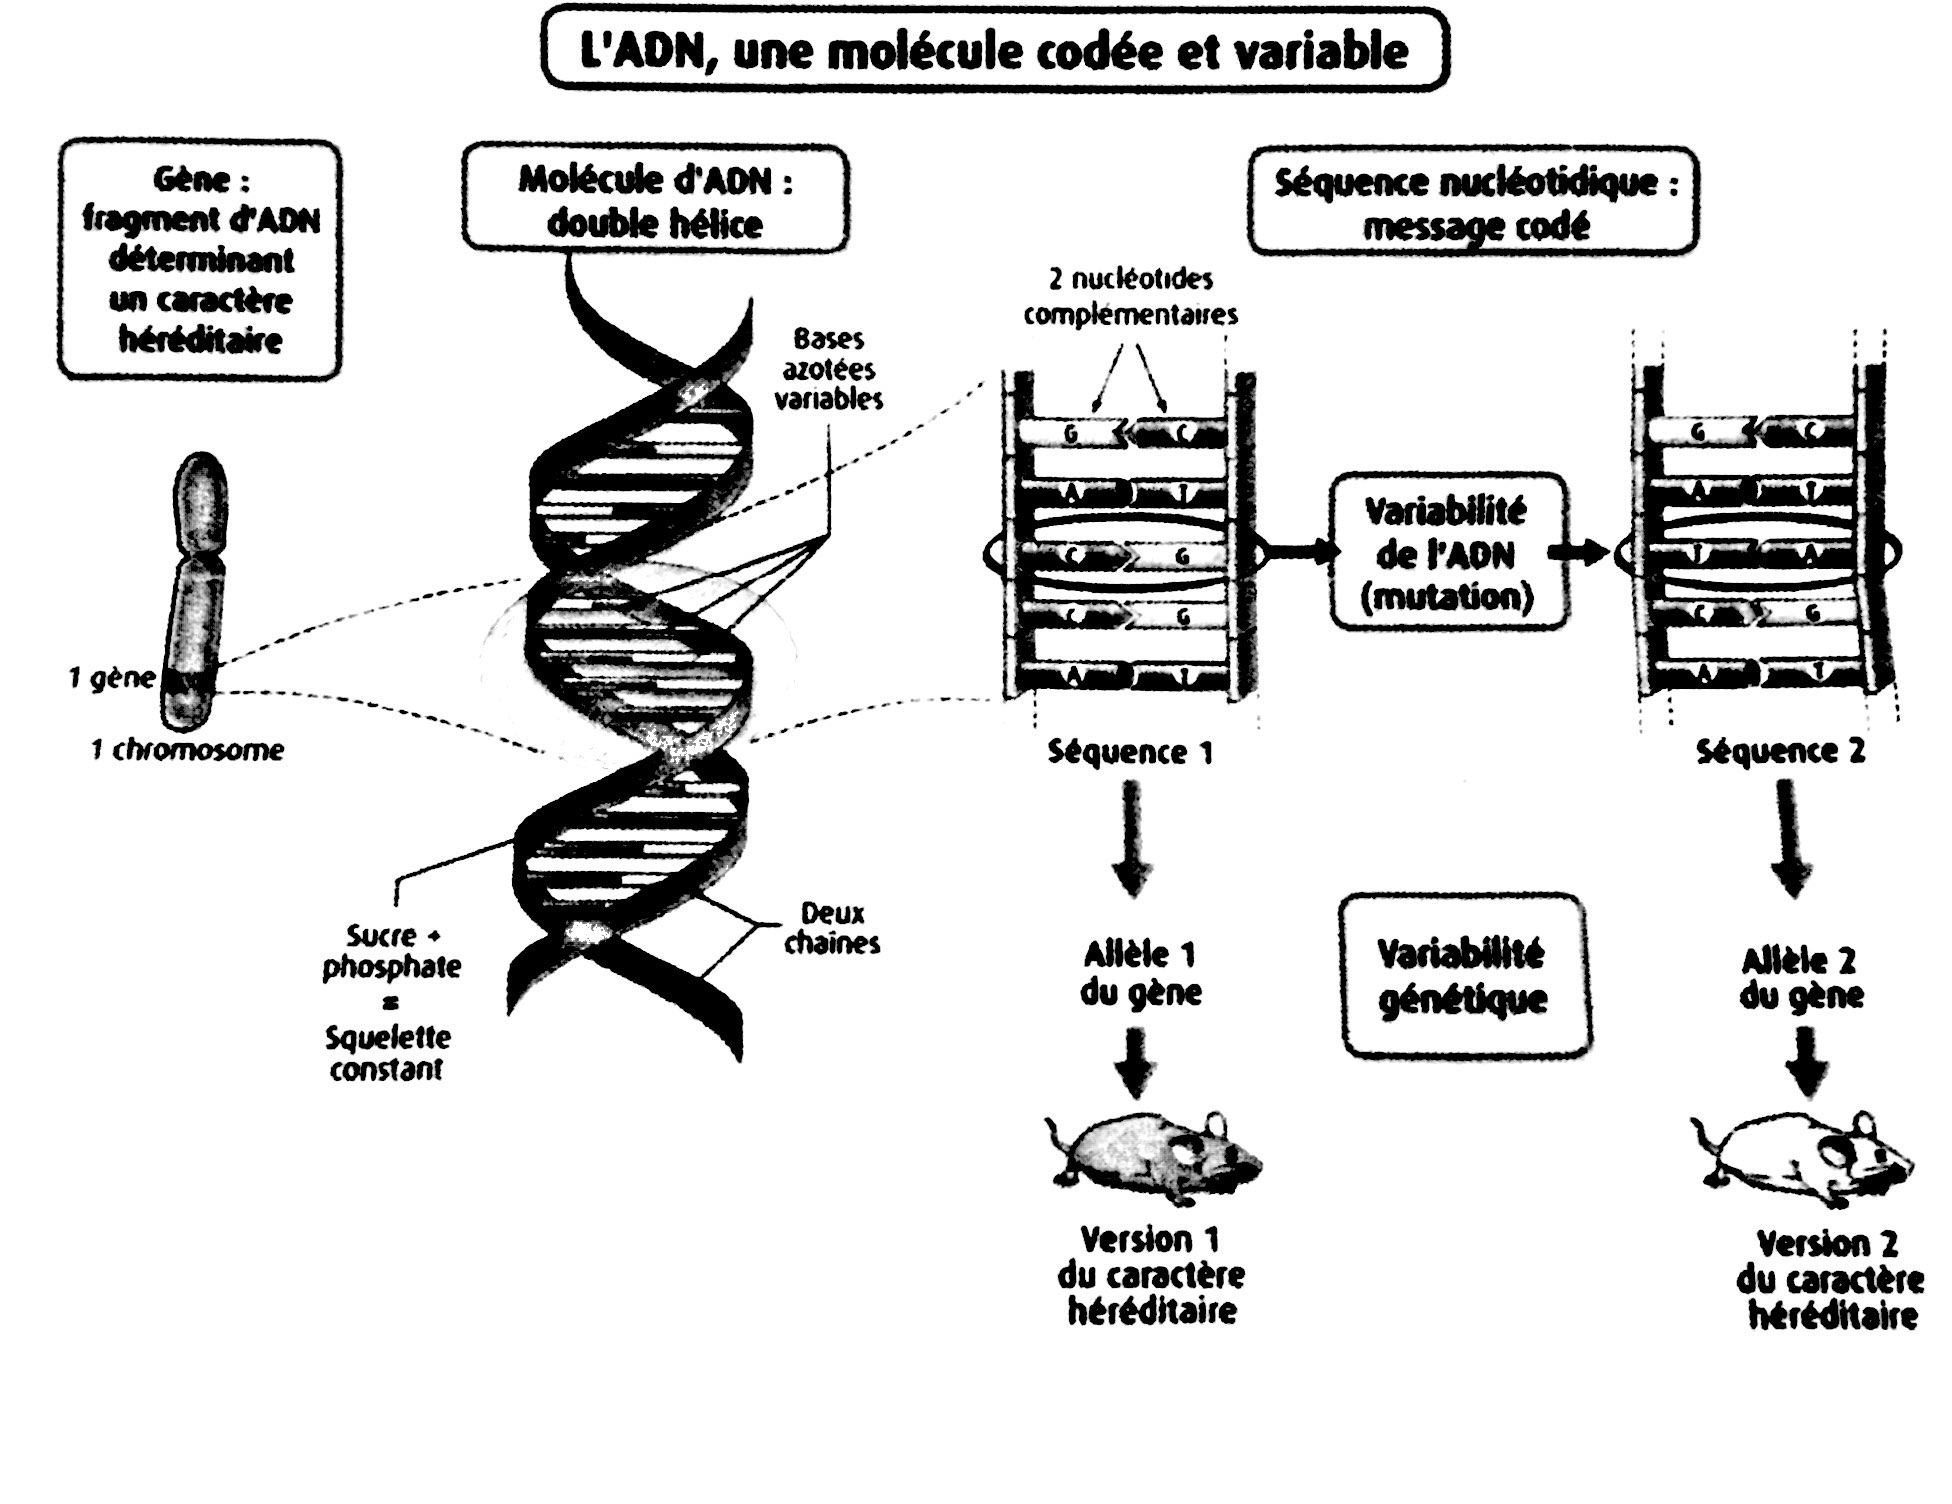 L'ADN, une molécule codée et variable
Gène :
fragment d'ADN
déterminant
un caractère
héréditaire
Molécule d'ADN :
double hélice
Séquence nucléotidique :
message codé
2 nucléotides
complémentaires
Bases
azotées
variables
G C
A T
C G
C G
A T
Variabilité
de l'ADN
(mutation)
G C
A T
T A
C G
A T
1 gène
1 chromosome
Séquence 1
Séquence 2
Sucre +
phosphate
=
Squelette
constant
Deux
chaînes
Allèle 1
du gène
Variabilité
génétique
Allèle 2
du gène
Version 1
du caractère
héréditaire
Version 2
du caractère
héréditaire